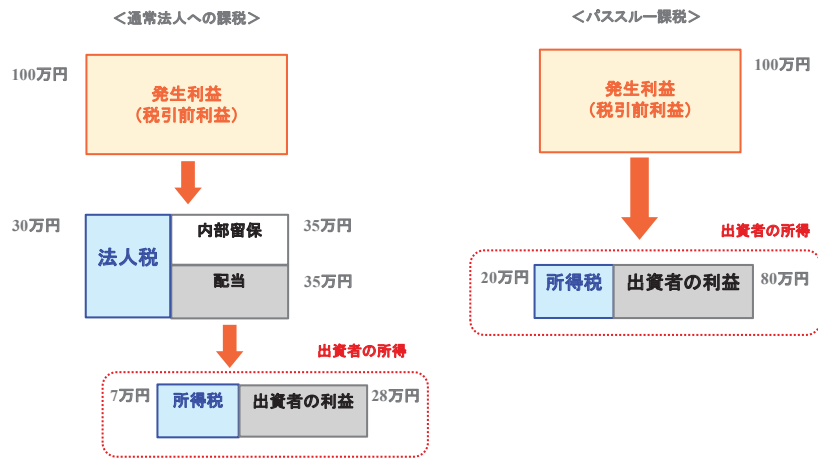 ＜通常法人への課税＞
100万円
発生利益
（税引前利益）
30万円
法人税
内部留保
35万円
配当
35万円
出資者の所得
7万円
所得税
出資者の利益
28万円
＜パススルー課税＞
100万円
発生利益
（税引前利益）
出資者の所得
20万円
所得税
出資者の利益
80万円